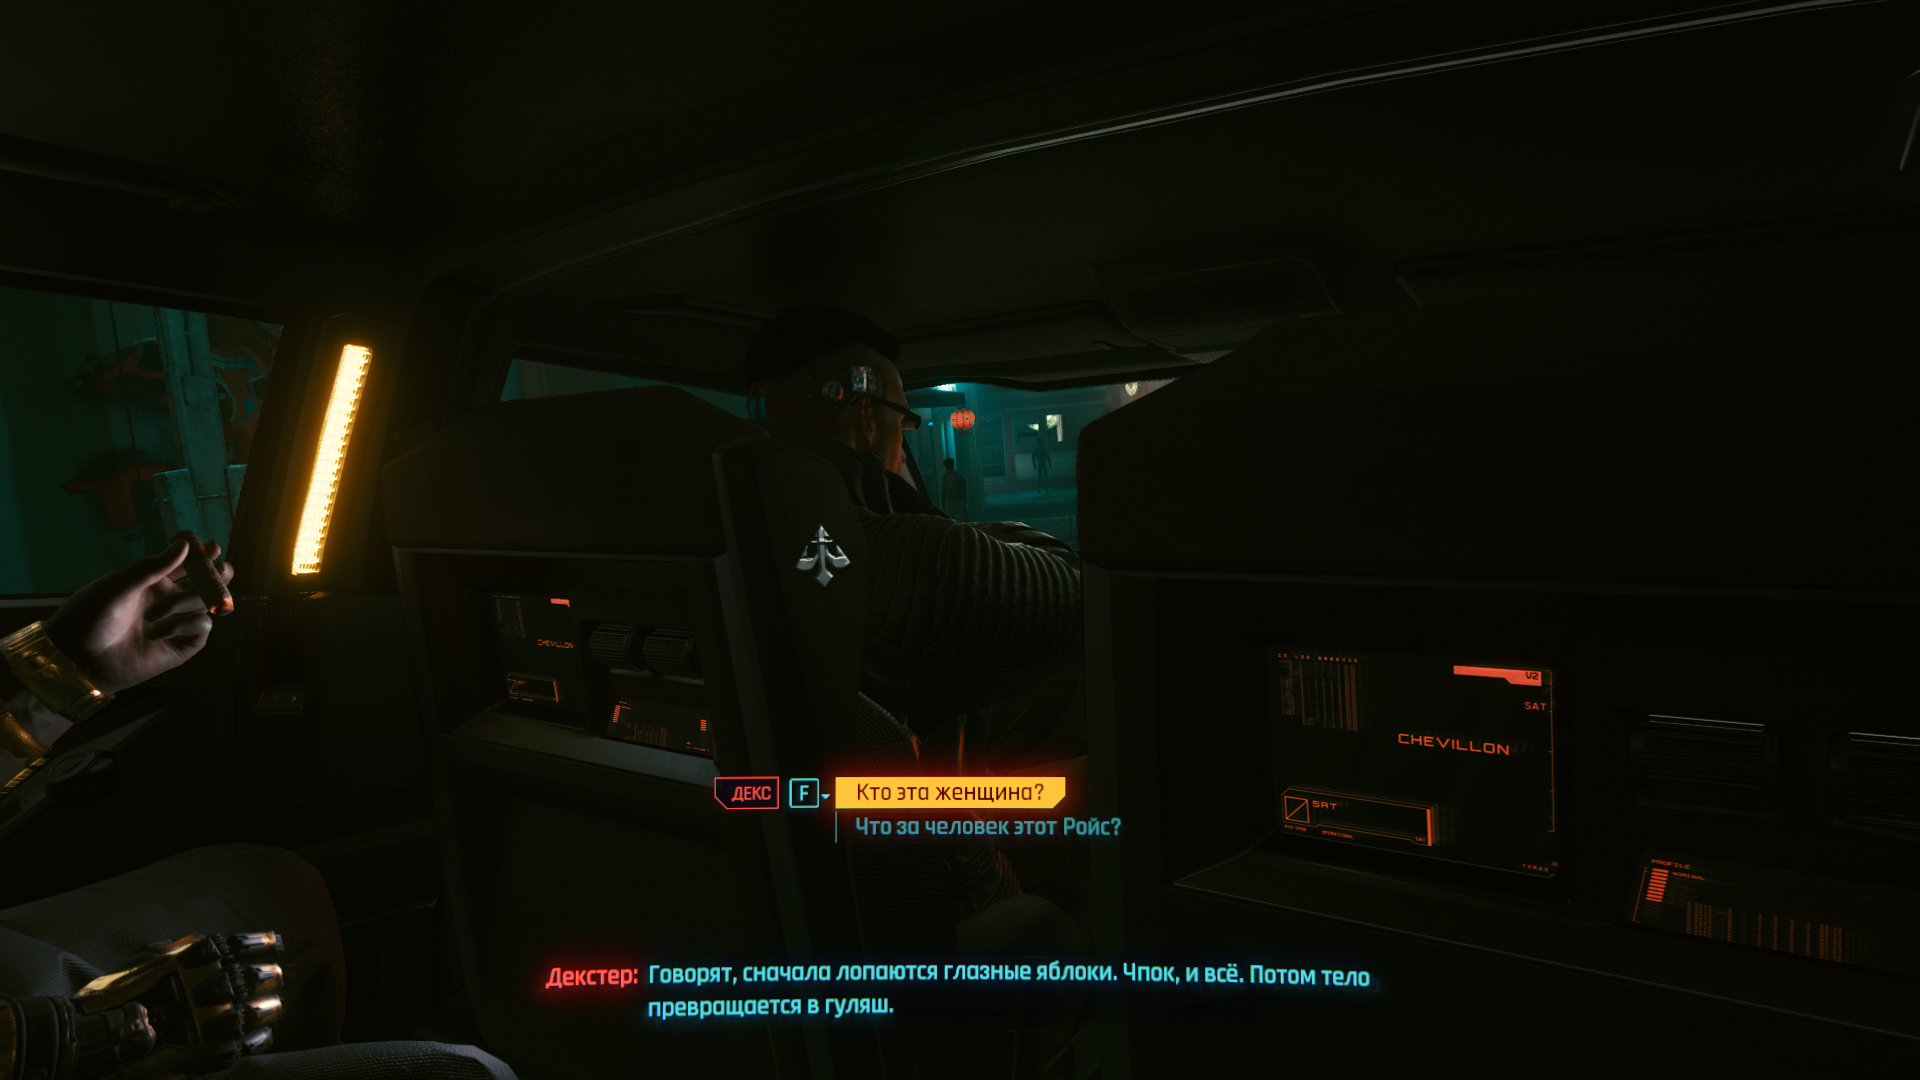 CHEVILLON
V2
SAT
CHEVILLON
SAT
PROFILE
ДЕКС F Кто эта женщина?
Что за человек этот Ройс?
Декстер: Говорят, сначала лопаются глазные яблоки. Чпок, и всё. Потом тело
превращается в гуляш.